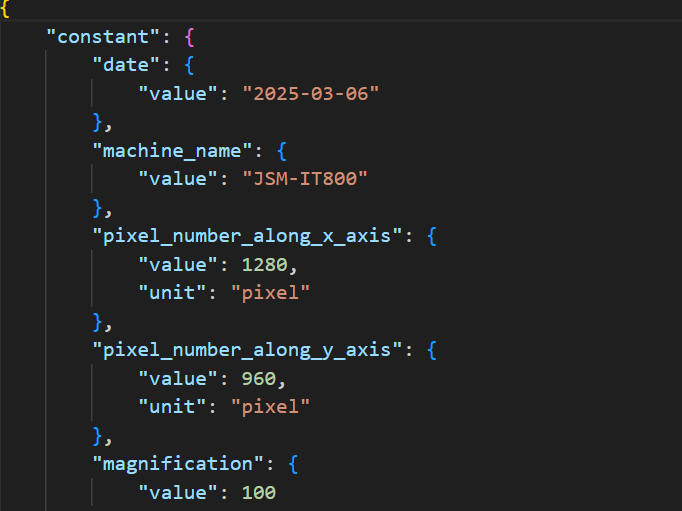 {
    "constant": {
        "date": {
            "value": "2025-03-06"
        },
        "machine_name": {
            "value": "JSM-IT800"
        },
        "pixel_number_along_x_axis": {
            "value": 1280,
            "unit": "pixel"
        },
        "pixel_number_along_y_axis": {
            "value": 960,
            "unit": "pixel"
        },
        "magnification": {
            "value": 100